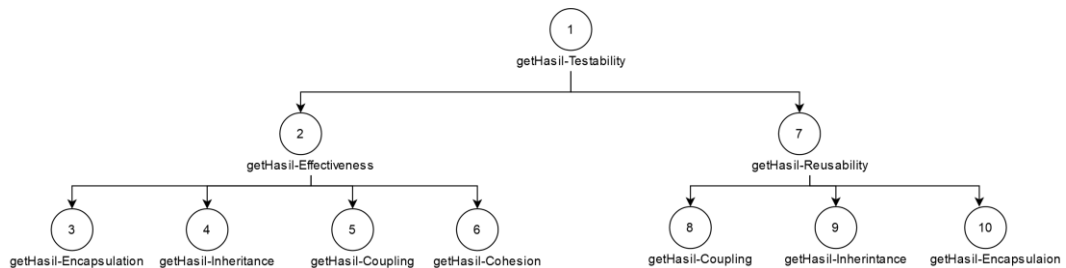 1
getHasil-Testability
2
7
getHasil-Effectiveness
getHasil-Reusability
3
4
5
6
8
9
10
getHasil-Encapsulation
getHasil-Inheritance
getHasil-Coupling
getHasil-Cohesion
getHasil-Coupling
getHasil-Inherintance
getHasil-Encapsulaion